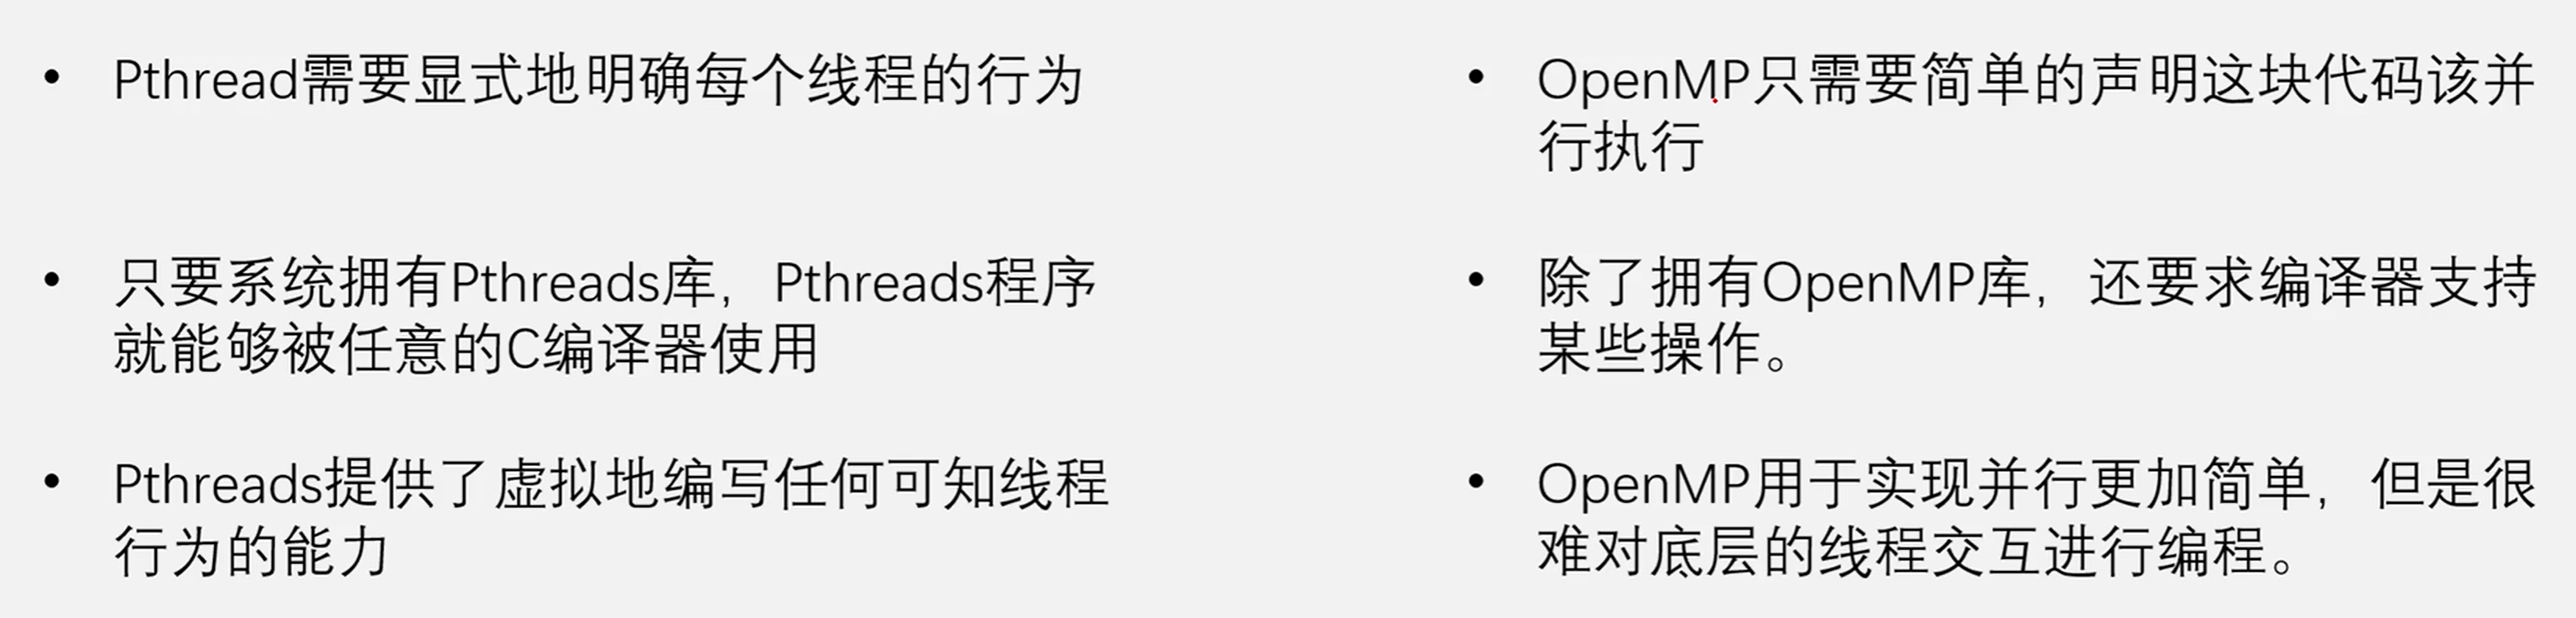 • Pthread需要显式地明确每个线程的行为
• 只要系统拥有Pthreads库，Pthreads程序
就能够被任意的C编译器使用
• Pthreads提供了虚拟地编写任何可知线程
行为的能力
• OpenMP只需要简单的声明这块代码该并
行执行
• 除了拥有OpenMP库，还要求编译器支持
某些操作。
• OpenMP用于实现并行更加简单，但是很
难对底层的线程交互进行编程。